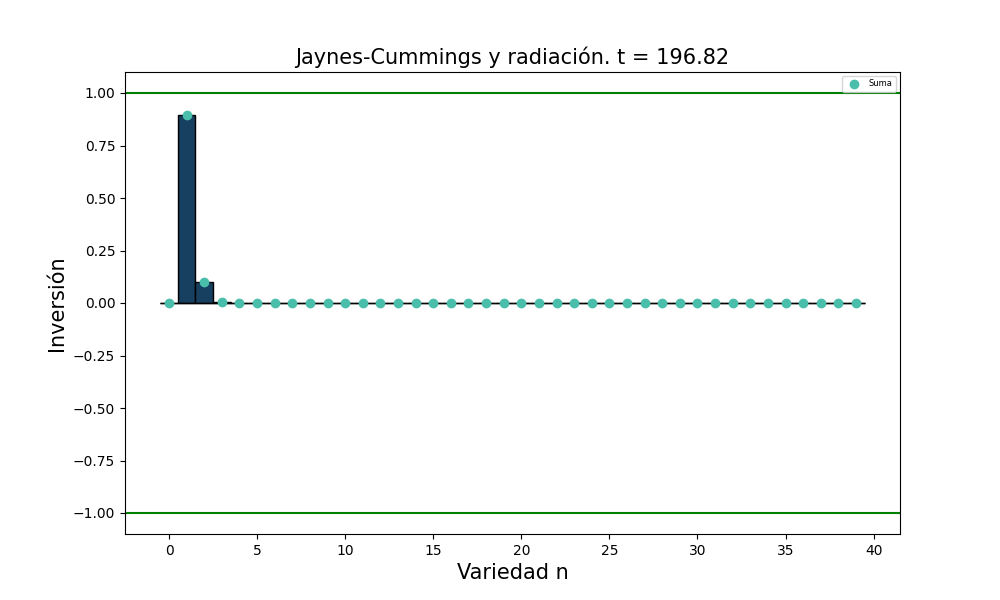 Jaynes-Cummings y radiación. t = 196.82
Suma
Inversión
1.00
0.75
0.50
0.25
0.00
−0.25
−0.50
−0.75
−1.00
0 5 10 15 20 25 30 35 40
Variedad n